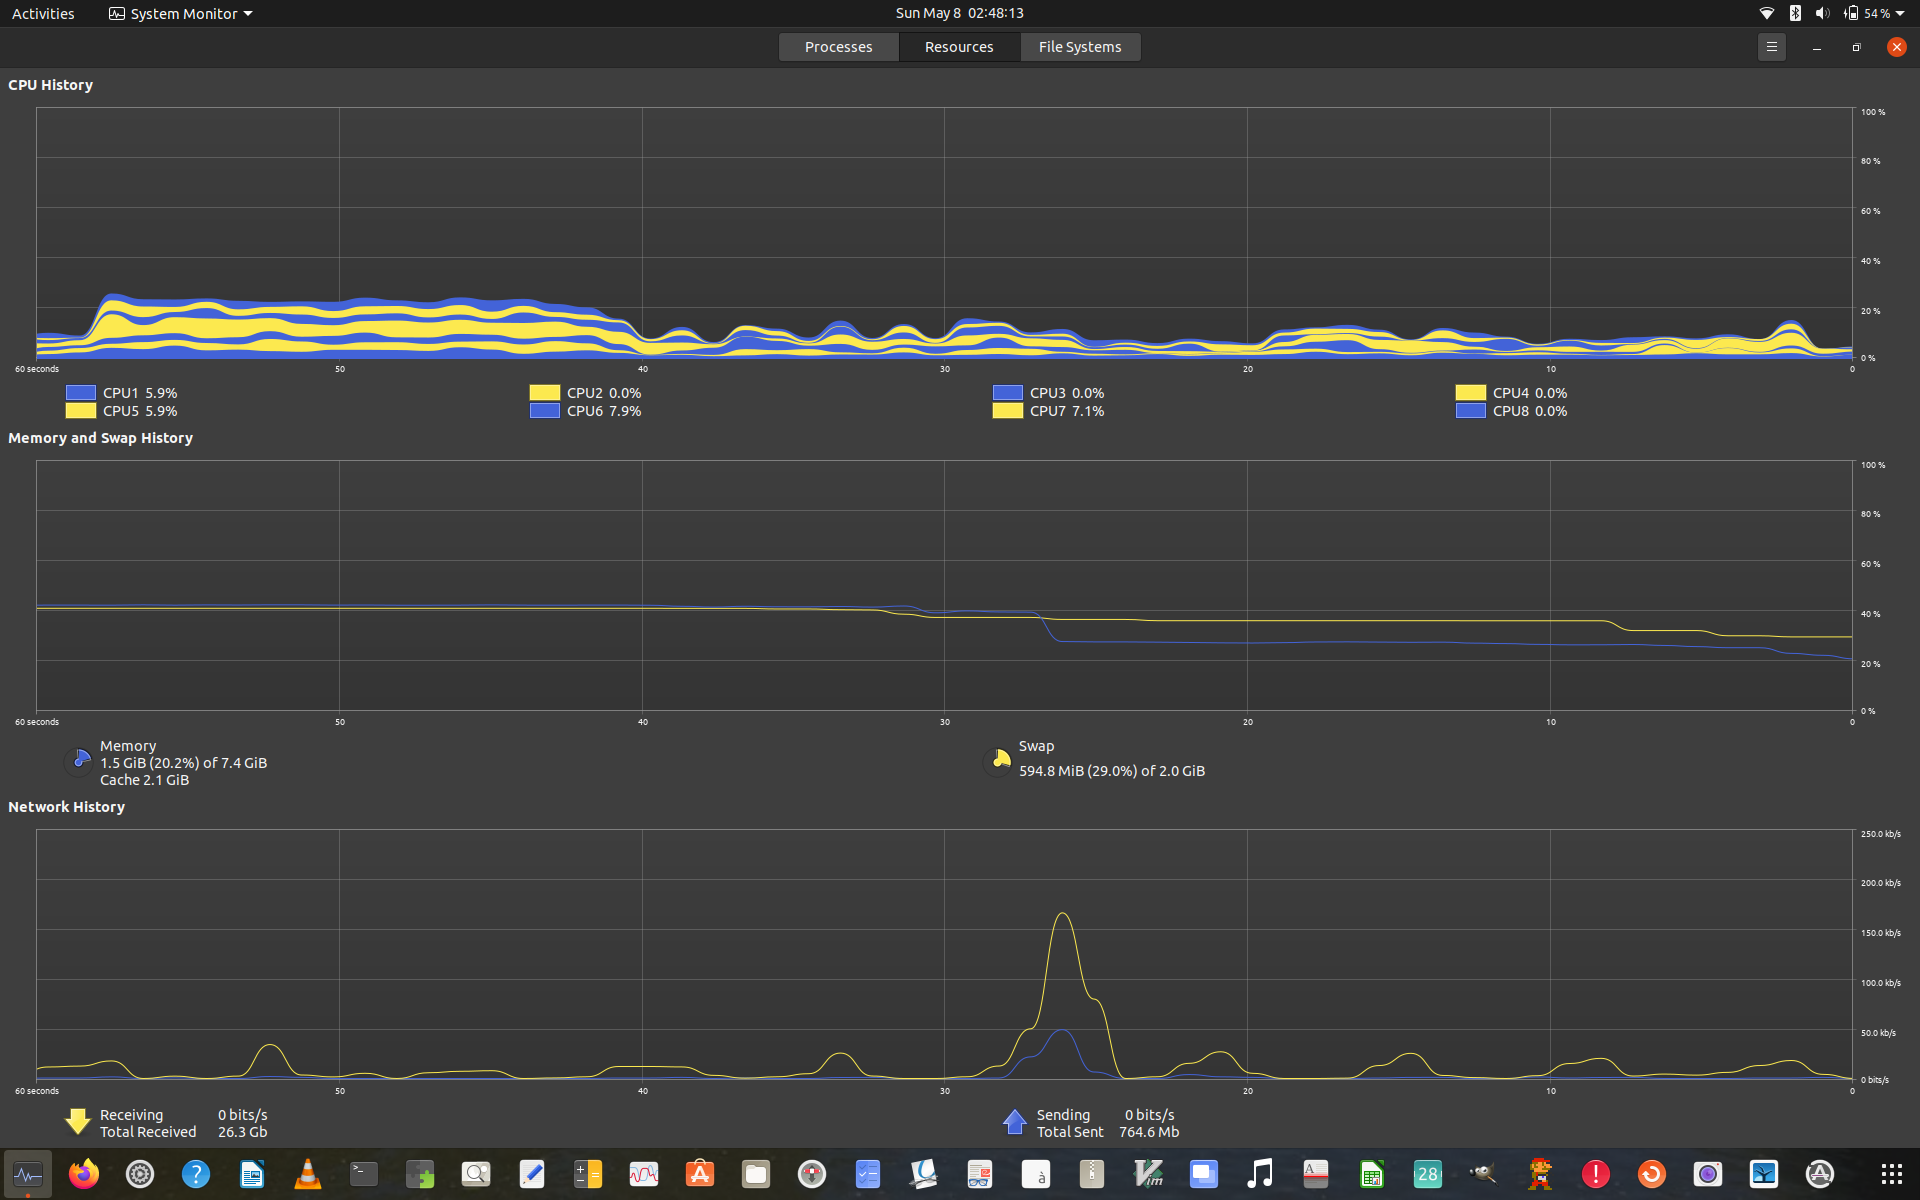 Activities System Monitor Sun May 8 02:48:13 54 %
Processes Resources File Systems
CPU History
100 %
80 %
60 %
40 %
20 %
0 %
60 seconds 50 40 30 20 10 0
CPU1 5.9% CPU2 0.0% CPU3 0.0% CPU4 0.0%
CPU5 5.9% CPU6 7.9% CPU7 7.1% CPU8 0.0%
Memory and Swap History
100 %
80 %
60 %
40 %
20 %
0 %
60 seconds 50 40 30 20 10 0
Memory
1.5 GiB (20.2%) of 7.4 GiB
Cache 2.1 GiB
Swap
594.8 MiB (29.0%) of 2.0 GiB
Network History
250.0 kb/s
200.0 kb/s
150.0 kb/s
100.0 kb/s
50.0 kb/s
0 bits/s
60 seconds 50 40 30 20 10 0
Receiving 0 bits/s
Total Received 26.3 Gb
Sending 0 bits/s
Total Sent 764.6 Mb
>_ ? A à Vim A 28 !